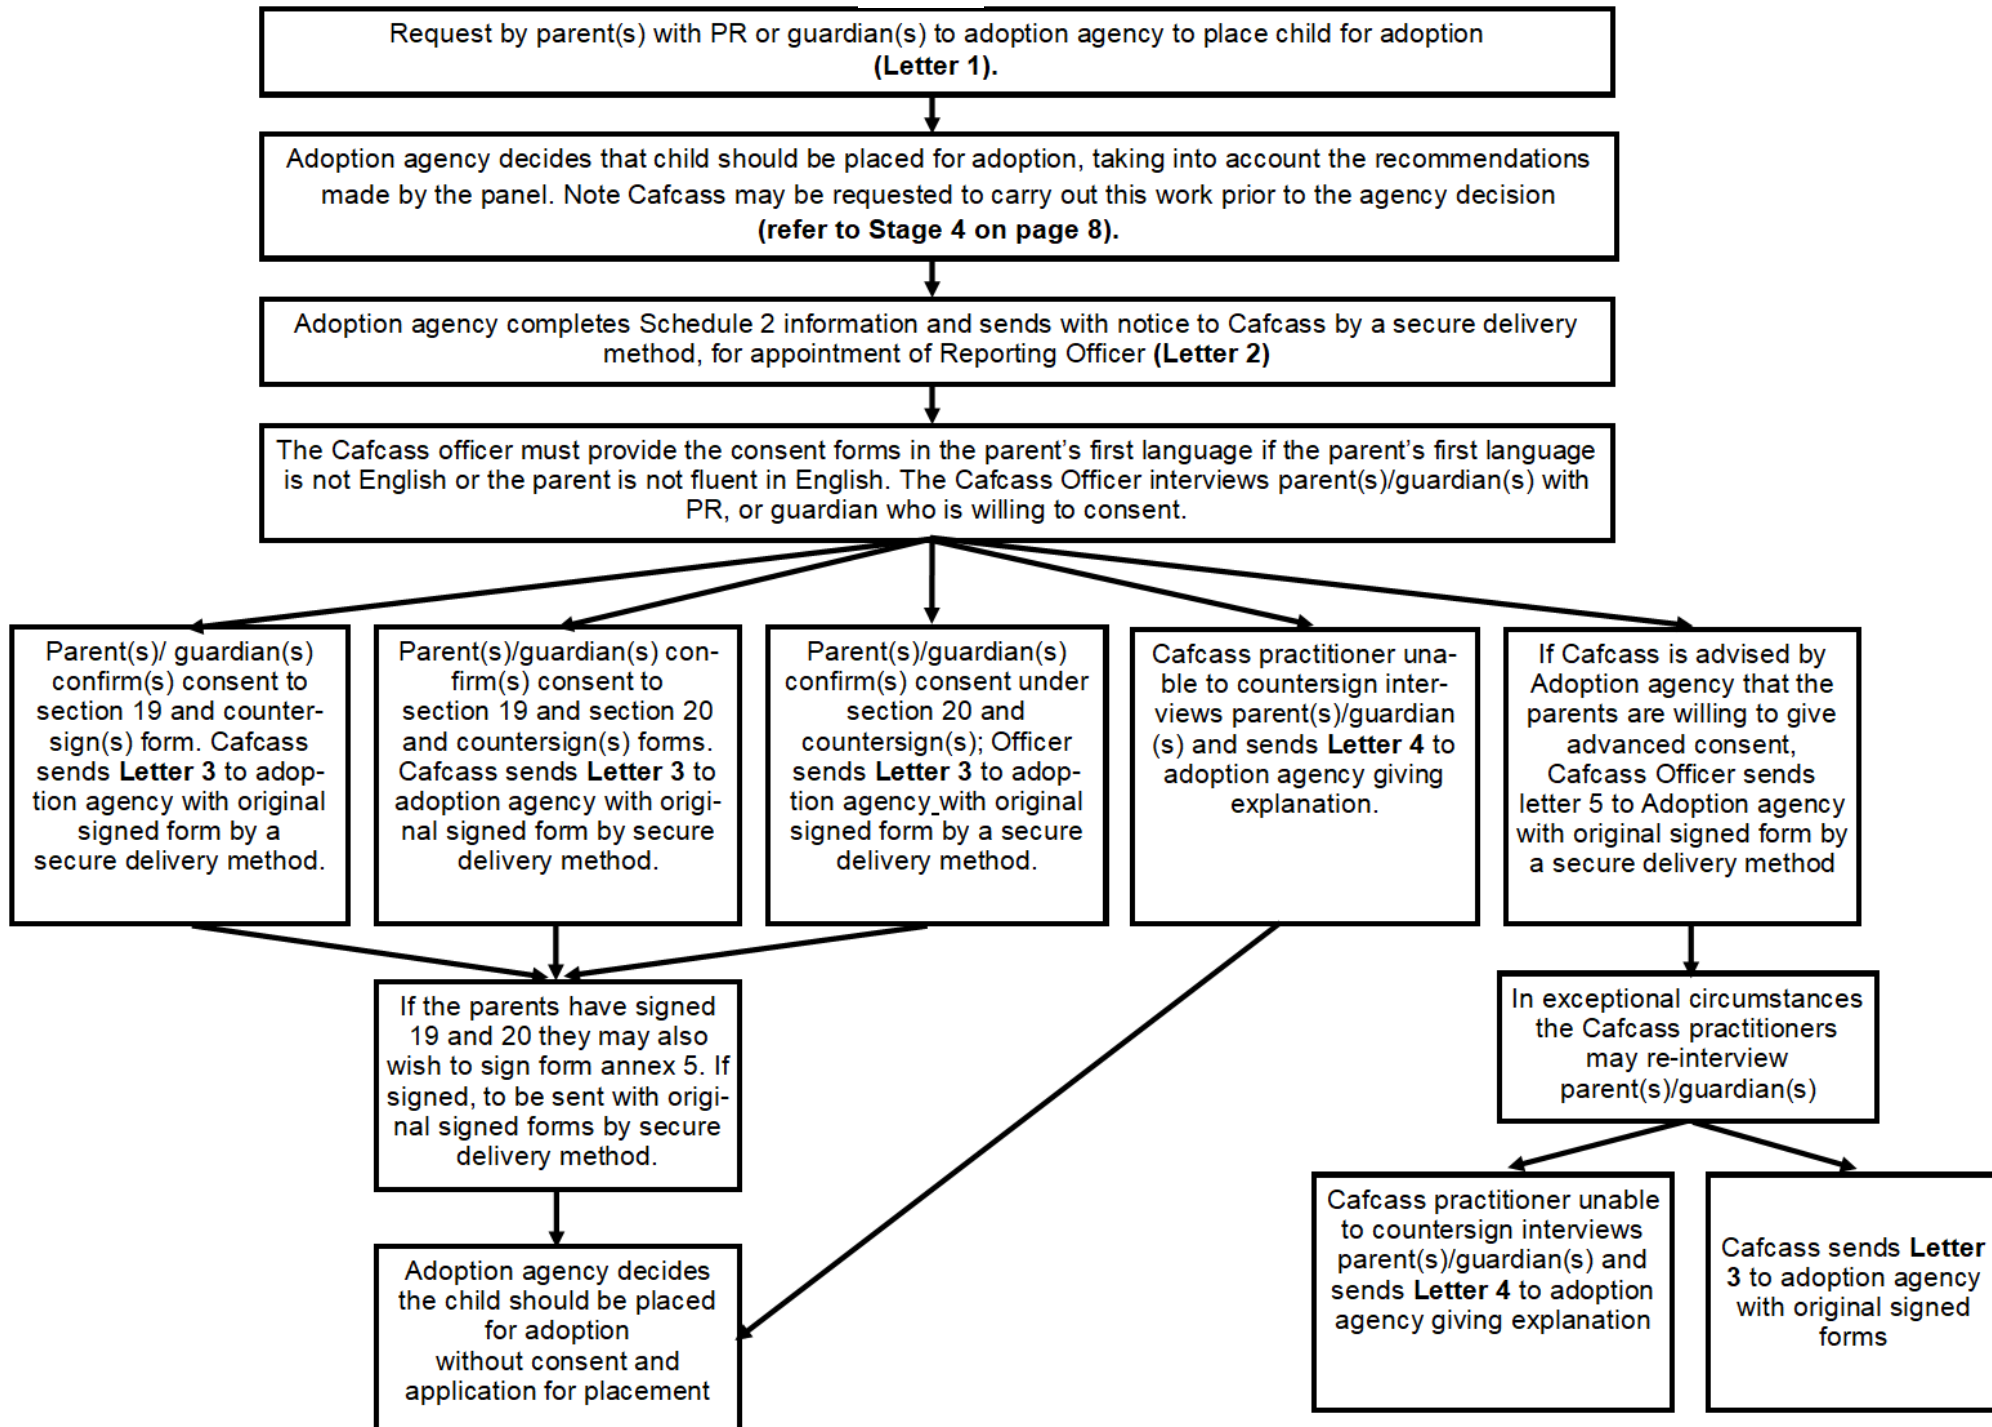 Request by parent(s) with PR or guardian(s) to adoption agency to place child for adoption
(Letter 1).
Adoption agency decides that child should be placed for adoption, taking into account the recommendations
made by the panel. Note Cafcass may be requested to carry out this work prior to the agency decision
(refer to Stage 4 on page 8).
Adoption agency completes Schedule 2 information and sends with notice to Cafcass by a secure delivery
method, for appointment of Reporting Officer (Letter 2)
The Cafcass officer must provide the consent forms in the parent’s first language if the parent’s first language
is not English or the parent is not fluent in English. The Cafcass Officer interviews parent(s)/guardian(s) with
PR, or guardian who is willing to consent.
Parent(s)/ guardian(s)
confirm(s) consent to
section 19 and counter-
sign(s) form. Cafcass
sends Letter 3 to adop-
tion agency with original
signed form by a
secure delivery method.
Parent(s)/guardian(s) con-
firm(s) consent to
section 19 and section 20
and countersign(s) forms.
Cafcass sends Letter 3 to
adoption agency with origi-
nal signed form by secure
delivery method.
Parent(s)/guardian(s)
confirm(s) consent under
section 20 and
countersign(s); Officer
sends Letter 3 to adop-
tion agency with original
signed form by a secure
delivery method.
Cafcass practitioner una-
ble to countersign inter-
views parent(s)/guardian
(s) and sends Letter 4 to
adoption agency giving
explanation.
If Cafcass is advised by
Adoption agency that the
parents are willing to give
advanced consent,
Cafcass Officer sends
letter 5 to Adoption agency
with original signed form by
a secure delivery method
If the parents have signed
19 and 20 they may also
wish to sign form annex 5. If
signed, to be sent with origi-
nal signed forms by secure
delivery method.
In exceptional circumstances
the Cafcass practitioners
may re-interview
parent(s)/guardian(s)
Adoption agency decides
the child should be placed
for adoption
without consent and
application for placement
Cafcass practitioner unable
to countersign interviews
parent(s)/guardian(s) and
sends Letter 4 to adoption
agency giving explanation
Cafcass sends Letter
3 to adoption agency
with original signed
forms